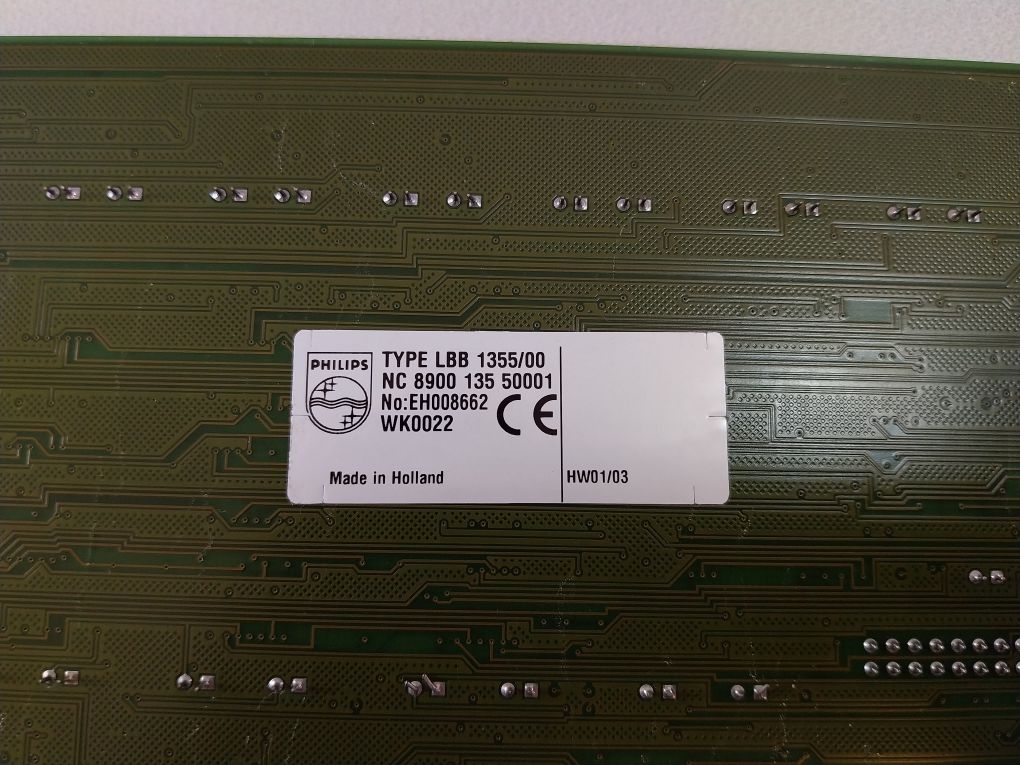 PHILIPS
TYPE LBB 1355/00
NC 8900 135 50001
No:EH008662
WK0022
CE
Made in Holland
HW01/03